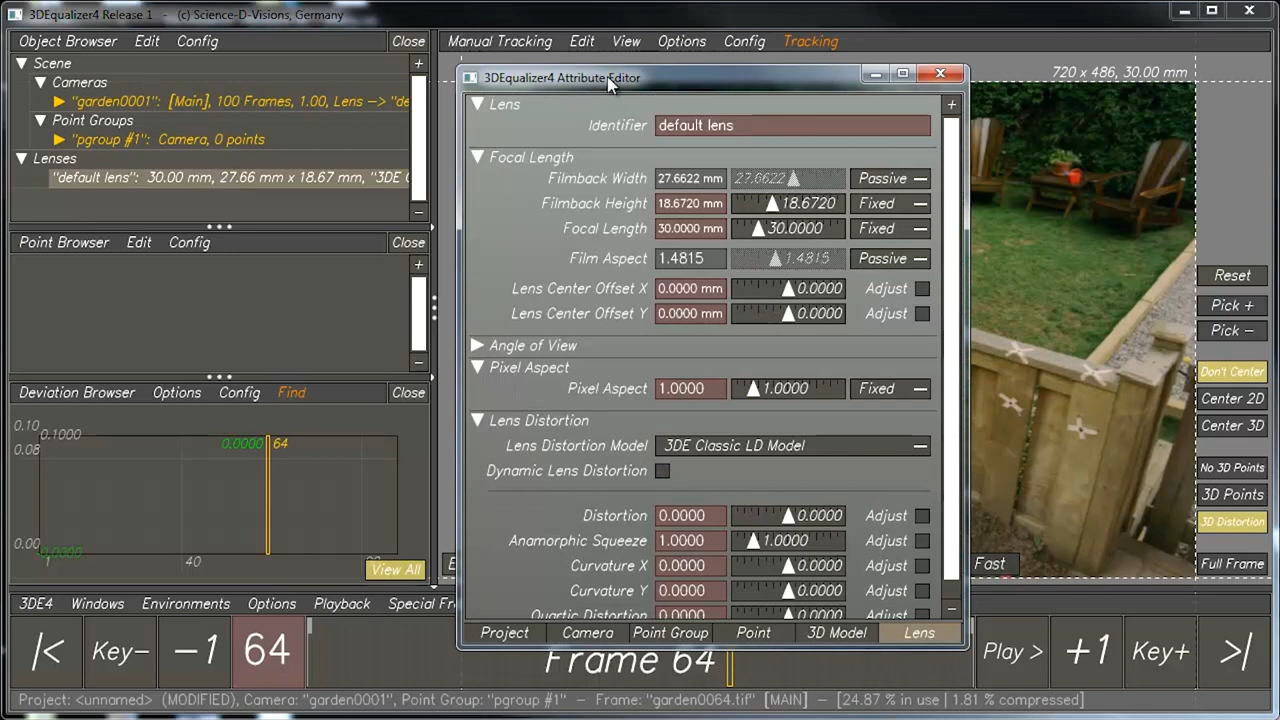 3DEqualizer4 Release 1 - (c) Science-D-Visions, Germany
Object Browser Edit Config Close
Manual Tracking Edit View Options Config Tracking
Scene
Cameras
"garden0001": [Main], 100 Frames, 1.00, Lens -> "de
Point Groups
"pgroup #1": Camera, 0 points
Lenses
"default lens": 30.00 mm, 27.66 mm x 18.67 mm, "3DE C
Point Browser Edit Config Close
Deviation Browser Options Config Find Close
0.10
0.1000
0.08
0.0000 64
0.00
0.0000
1 40
View All
3DEqualizer4 Attribute Editor
Lens
Identifier default lens
Focal Length
Filmback Width 27.6622 mm 27.6622 Passive
Filmback Height 18.6720 mm 18.6720 Fixed
Focal Length 30.0000 mm 30.0000 Fixed
Film Aspect 1.4815 1.4815 Passive
Lens Center Offset X 0.0000 mm 0.0000 Adjust
Lens Center Offset Y 0.0000 mm 0.0000 Adjust
Angle of View
Pixel Aspect
Pixel Aspect 1.0000 1.0000 Fixed
Lens Distortion
Lens Distortion Model 3DE Classic LD Model
Dynamic Lens Distortion
Distortion 0.0000 0.0000 Adjust
Anamorphic Squeeze 1.0000 1.0000 Adjust
Curvature X 0.0000 0.0000 Adjust
Curvature Y 0.0000 0.0000 Adjust
Quartic Distortion 0.0000 0.0000 Adjust
Project Camera Point Group Point 3D Model Lens
720 x 486, 30.00 mm
Reset
Pick +
Pick -
Don't Center
Center 2D
Center 3D
No 3D Points
3D Points
3D Distortion
Fast
Full Frame
3DE4 Windows Environments Options Playback Special Fr
|< Key- -1 64 Frame 64 Play > +1 Key+ >|
Project: <unnamed> (MODIFIED), Camera: "garden0001", Point Group: "pgroup #1" - Frame: "garden0064.tif" [MAIN] - [24.87 % in use | 1.81 % compressed]